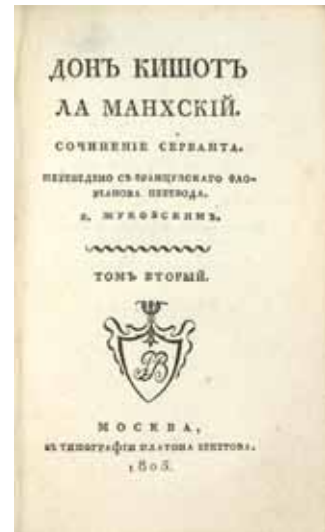 ДОНЪ КИШОТЪ
ЛА МАНХСКІЙ.
СОЧИНЕНІЕ СЕРВАНТА.
ПЕРЕВЕДЕНО СЪ ФРАНЦУЗСКАГО ФЛО-
РІАНОВА ПЕРЕВОДА.
В. ЖУКОВСКИМЪ.
ТОМЪ ВТОРЫЙ.
МОСКВА,
ВЪ ТИПОГРАФІИ ПЛАТОНА БЕКЕТОВА.